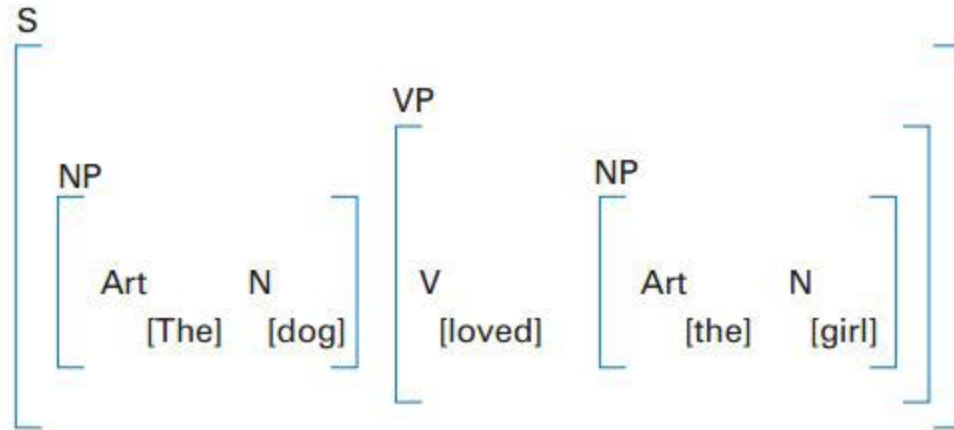 S
VP
NP NP
Art N V Art N
[The] [dog] [loved] [the] [girl]